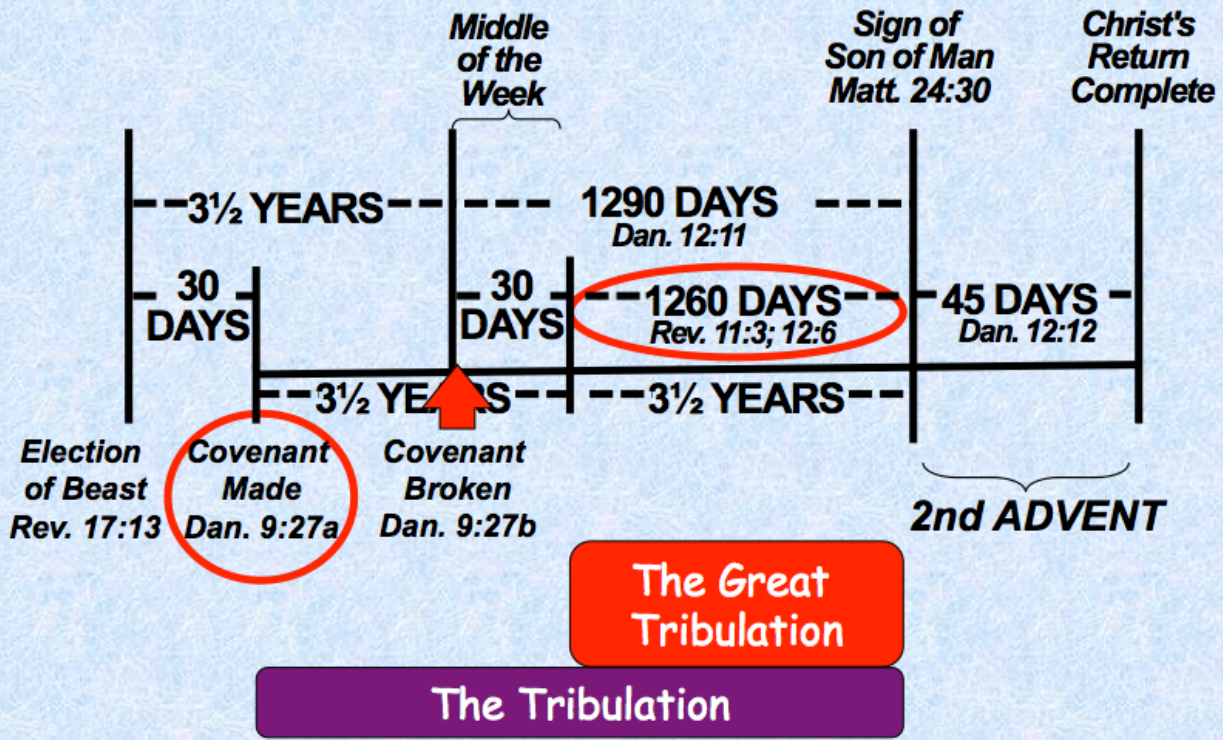 Middle
of the
Week
Sign of
Son of Man
Matt. 24:30
Christ's
Return
Complete
3½ YEARS
1290 DAYS
Dan. 12:11
30
DAYS
30
DAYS
1260 DAYS
Rev. 11:3; 12:6
45 DAYS
Dan. 12:12
3½ YEARS
3½ YEARS
Election
of Beast
Rev. 17:13
Covenant
Made
Dan. 9:27a
Covenant
Broken
Dan. 9:27b
2nd ADVENT
The Great
Tribulation
The Tribulation